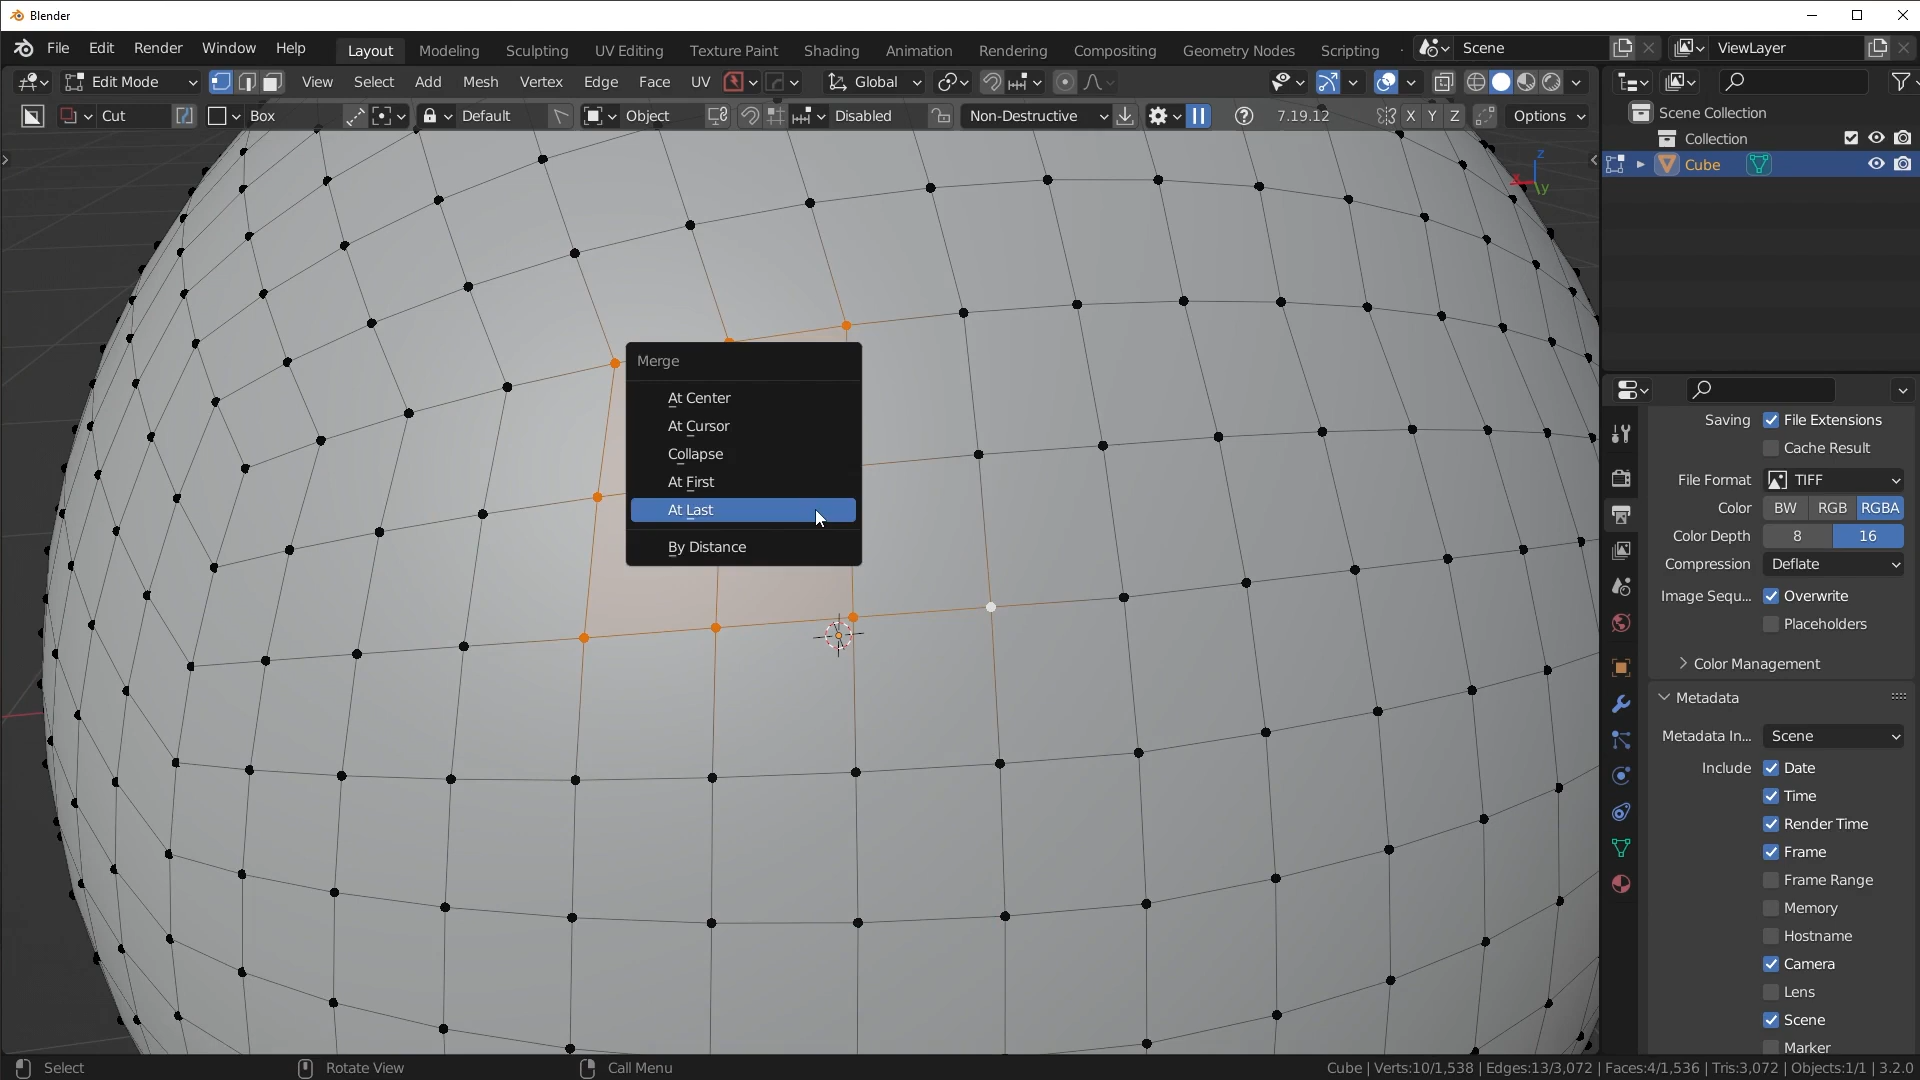 Blender
File Edit Render Window Help Layout Modeling Sculpting UV Editing Texture Paint Shading Animation Rendering Compositing Geometry Nodes Scripting Scene ViewLayer
Edit Mode View Select Add Mesh Vertex Edge Face UV Global
Cut Box Default Object Disabled Non-Destructive 7.19.12 X Y Z Options
Scene Collection
Collection
Cube
z
x
y
Merge
At Center
At Cursor
Collapse
At First
At Last
By Distance
Saving File Extensions
Cache Result
File Format TIFF
Color BW RGB RGBA
Color Depth 8 16
Compression Deflate
Image Sequ... Overwrite
Placeholders
Color Management
Metadata
Metadata In... Scene
Include Date
Time
Render Time
Frame
Frame Range
Memory
Hostname
Camera
Lens
Scene
Marker
Select Rotate View Call Menu Cube | Verts:10/1,538 | Edges:13/3,072 | Faces:4/1,536 | Tris:3,072 | Objects:1/1 | 3.2.0